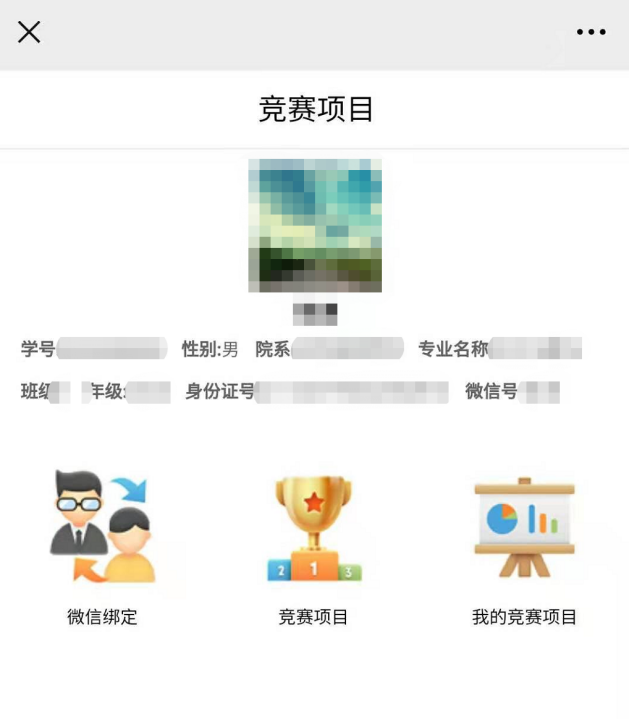 竞赛项目
学号 性别:男 院系 专业名称
班级 年级: 身份证号 微信号
2 1 3
微信绑定 竞赛项目 我的竞赛项目